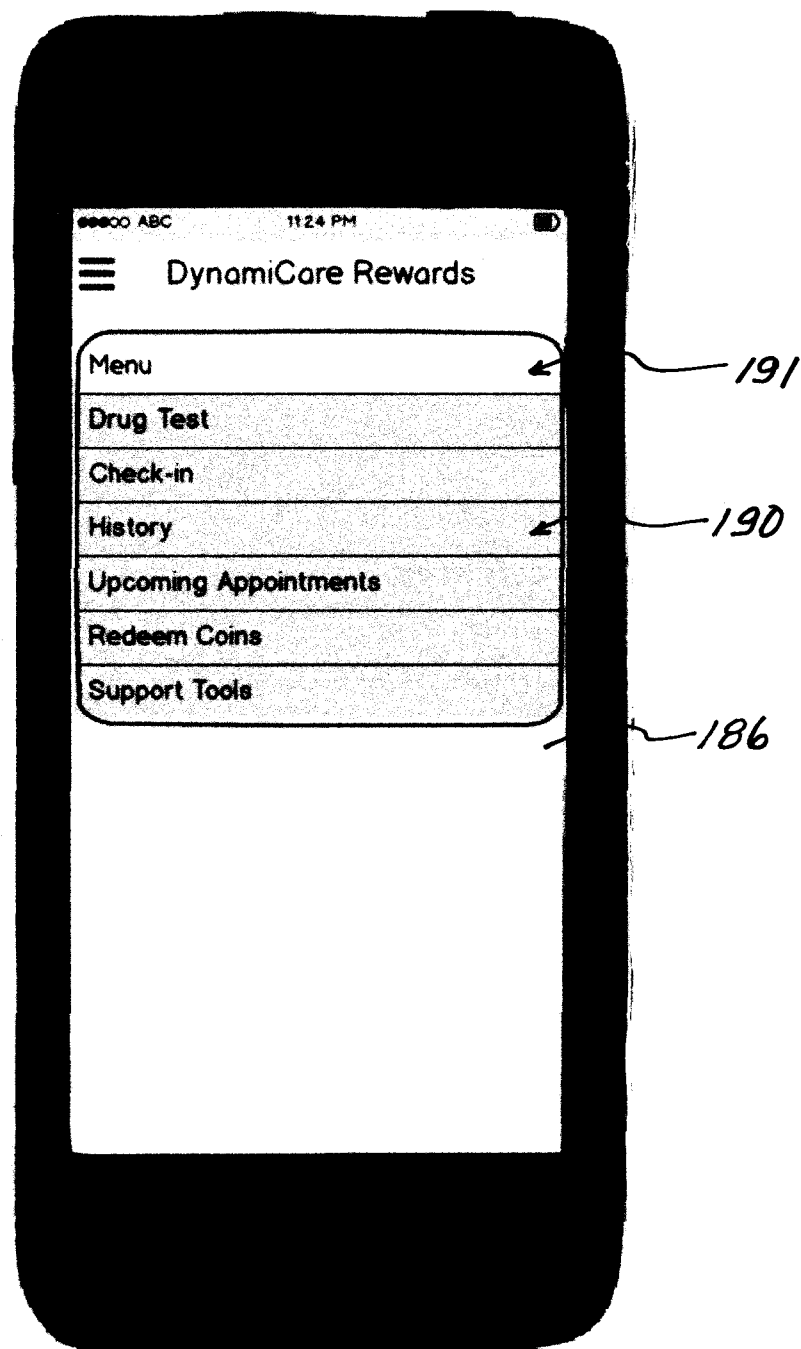 ABC 11:24 PM
DynamiCare Rewards
Menu
191
Drug Test
Check-in
History
190
Upcoming Appointments
Redeem Coins
Support Tools
186